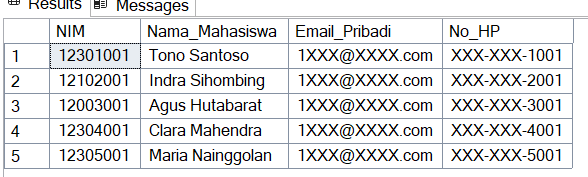 Results Messages
NIM Nama_Mahasiswa Email_Pribadi No_HP
1 12301001 Tono Santoso 1XXX@XXXX.com XXX-XXX-1001
2 12102001 Indra Sihombing 1XXX@XXXX.com XXX-XXX-2001
3 12003001 Agus Hutabarat 1XXX@XXXX.com XXX-XXX-3001
4 12304001 Clara Mahendra 1XXX@XXXX.com XXX-XXX-4001
5 12305001 Maria Nainggolan 1XXX@XXXX.com XXX-XXX-5001